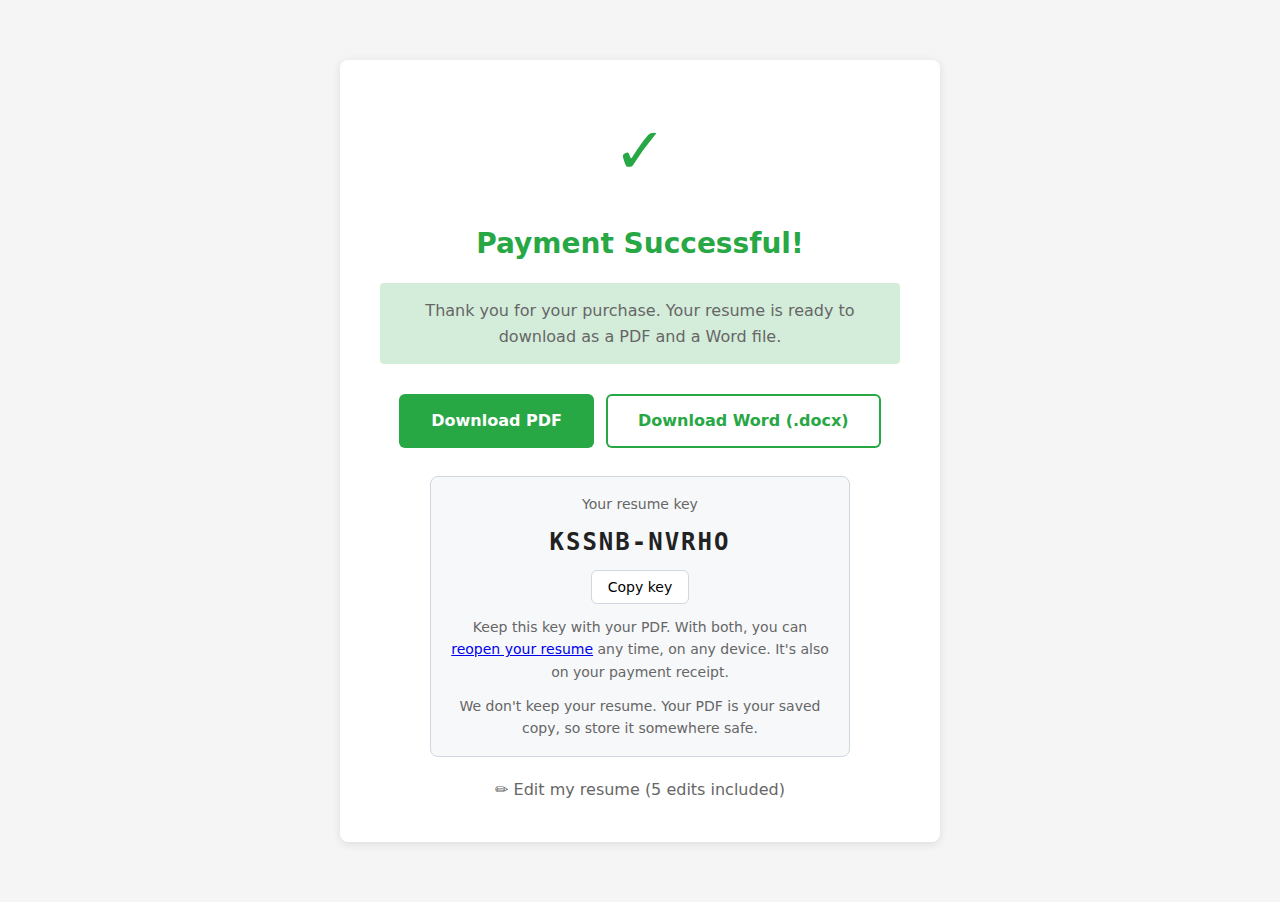 ✓
Payment Successful!
Thank you for your purchase. Your resume is ready to
download as a PDF and a Word file.
Download PDF
Download Word (.docx)
Your resume key
KSSNB-NVRHO
Copy key
Keep this key with your PDF. With both, you can
reopen your resume any time, on any device. It's also
on your payment receipt.
We don't keep your resume. Your PDF is your saved
copy, so store it somewhere safe.
✏ Edit my resume (5 edits included)